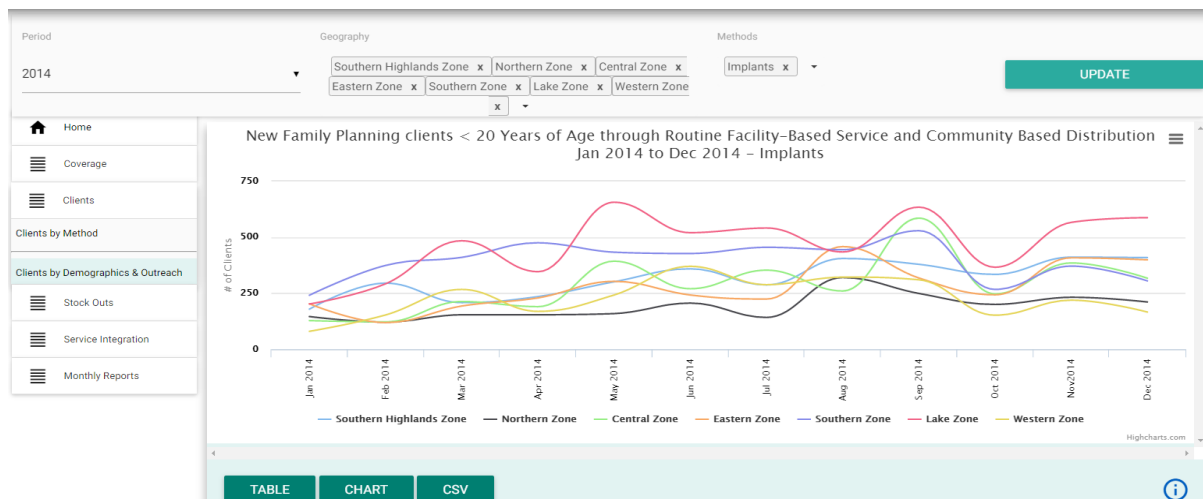 Period
Geography
Methods
2014
Southern Highlands Zone x Northern Zone x Central Zone x
Eastern Zone x Southern Zone x Lake Zone x Western Zone
x
Implants x
UPDATE
Home
Coverage
Clients
Clients by Method
Clients by Demographics & Outreach
Stock Outs
Service Integration
Monthly Reports
New Family Planning clients < 20 Years of Age through Routine Facility-Based Service and Community Based Distribution
Jan 2014 to Dec 2014 – Implants
# of Clients
750
500
250
0
Jan 2014
Feb 2014
Mar 2014
Apr 2014
May 2014
Jun 2014
Jul 2014
Aug 2014
Sep 2014
Oct 2014
Nov2014
Dec 2014
Southern Highlands Zone Northern Zone Central Zone Eastern Zone Southern Zone Lake Zone Western Zone
Highcharts.com
TABLE CHART CSV